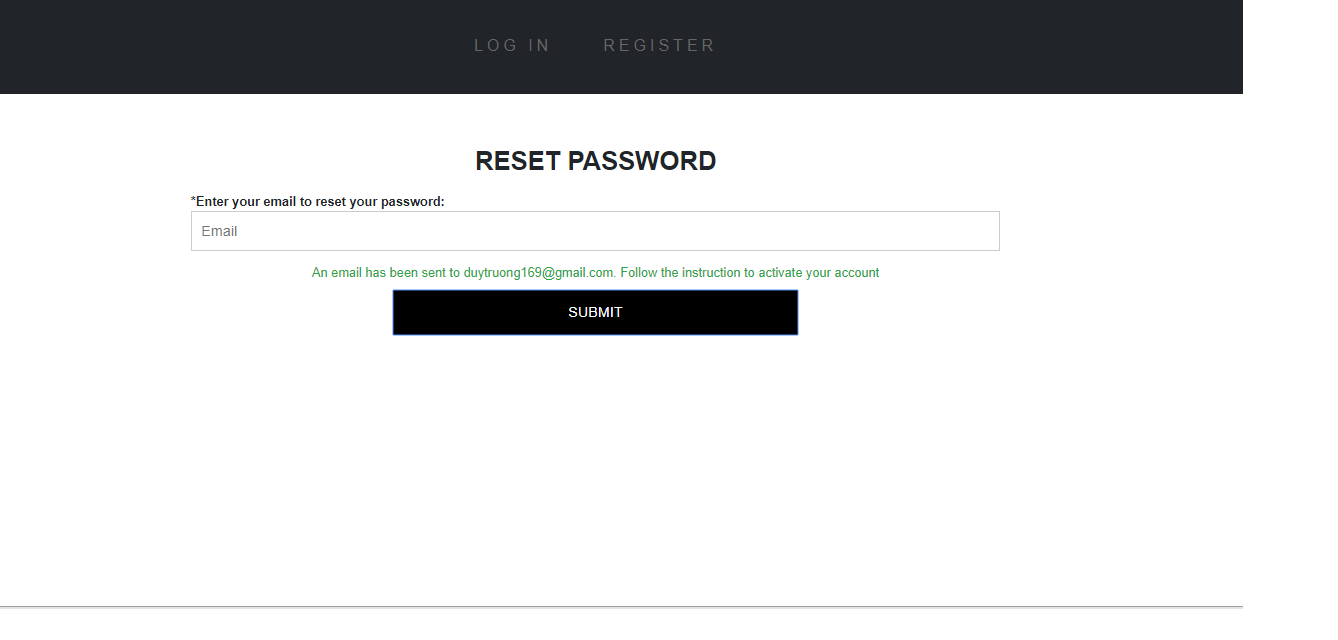 LOG IN REGISTER
RESET PASSWORD
*Enter your email to reset your password:
Email
An email has been sent to duytruong169@gmail.com. Follow the instruction to activate your account
SUBMIT